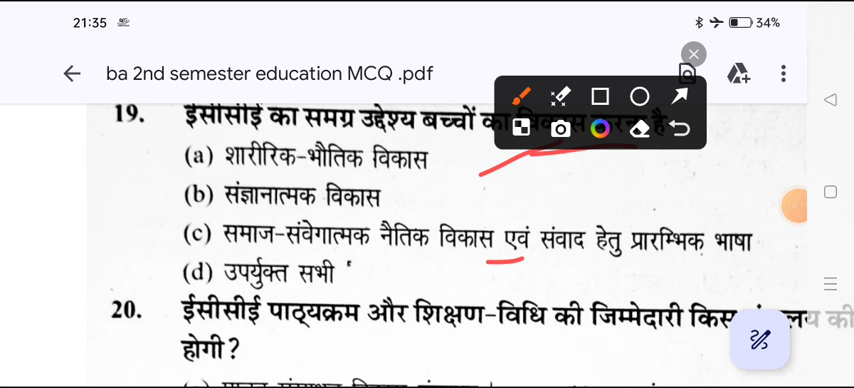 21:35
34%
ba 2nd semester education MCQ .pdf
19. ईसीसीई का समग्र उद्देश्य बच्चों का विकास करना है
(a) शारीरिक-भौतिक विकास
(b) संज्ञानात्मक विकास
(c) समाज-संवेगात्मक नैतिक विकास एवं संवाद हेतु प्रारम्भिक भाषा
(d) उपर्युक्त सभी
20. ईसीसीई पाठ्यक्रम और शिक्षण-विधि की जिम्मेदारी किस की
होगी?